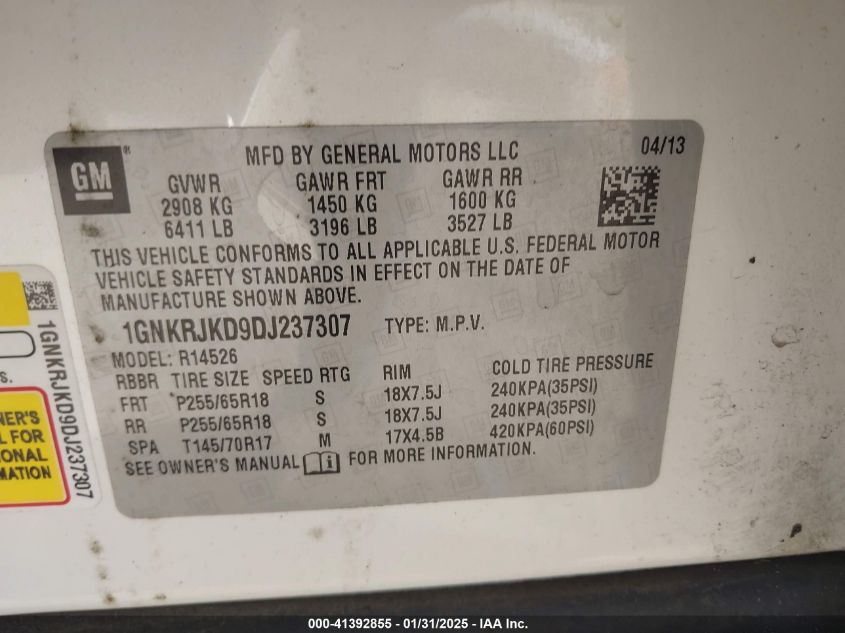 GM ®
MFD BY GENERAL MOTORS LLC 04/13
GVWR GAWR FRT GAWR RR
2908 KG 1450 KG 1600 KG
6411 LB 3196 LB 3527 LB
THIS VEHICLE CONFORMS TO ALL APPLICABLE U.S. FEDERAL MOTOR
VEHICLE SAFETY STANDARDS IN EFFECT ON THE DATE OF
MANUFACTURE SHOWN ABOVE.
1GNKRJKD9DJ237307 TYPE: M.P.V.
MODEL: R14526
RBBR TIRE SIZE SPEED RTG RIM COLD TIRE PRESSURE
FRT P255/65R18 S 18X7.5J 240KPA(35PSI)
RR P255/65R18 S 18X7.5J 240KPA(35PSI)
SPA T145/70R17 M 17X4.5B 420KPA(60PSI)
SEE OWNER'S MANUAL FOR MORE INFORMATION.
1GNKRJKD9DJ237307
FOR
000-41392855 - 01/31/2025 - IAA Inc.